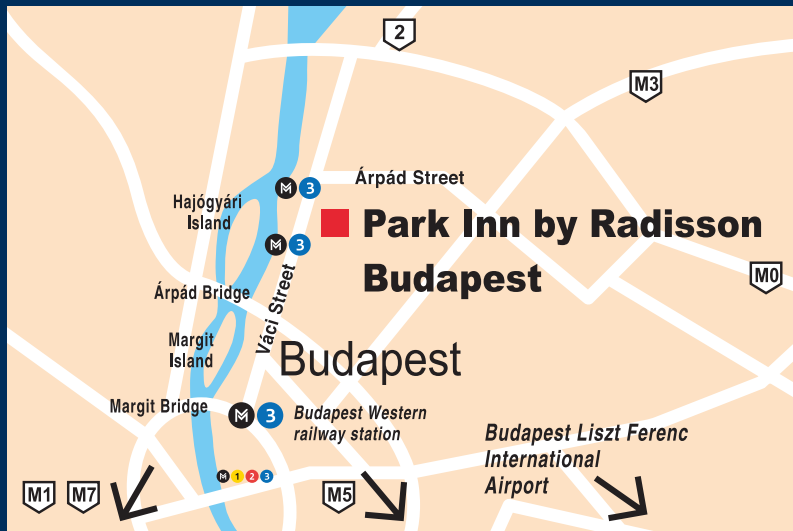 2
M3
Árpád Street
M 3
Hajógyári
Island
Park Inn by Radisson
Budapest
M 3
M0
Árpád Bridge
Váci Street
Margit
Island
Budapest
Margit Bridge
M 3
Budapest Western
railway station
Budapest Liszt Ferenc
International
Airport
M 1 2 3
M1 M7
M5